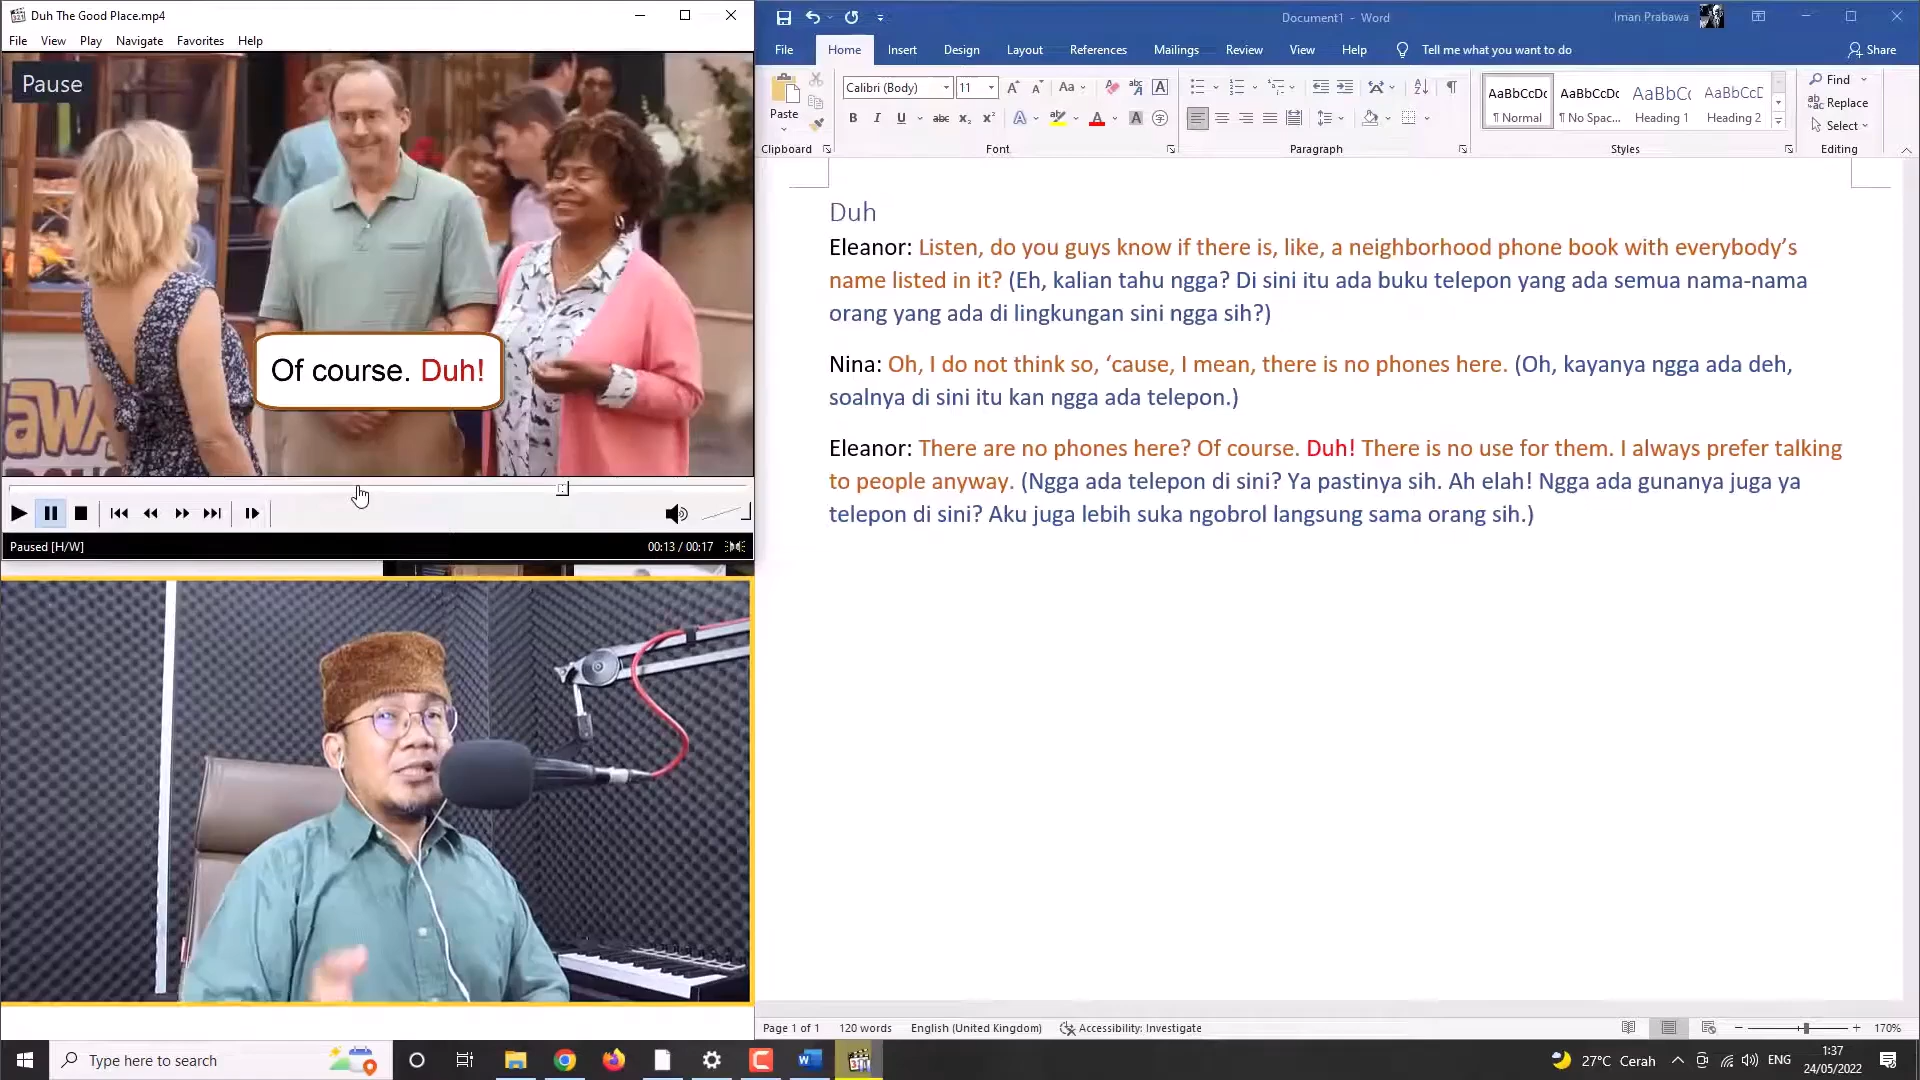 Duh The Good Place.mp4
File View Play Navigate Favorites Help
Pause
Of course. Duh!
Paused [H/W]
00:13 / 00:17
Document1 - Word
Iman Prabawa
File Home Insert Design Layout References Mailings Review View Help Tell me what you want to do
Share
Paste
Clipboard
Calibri (Body) 11
Font
Paragraph
AaBbCcDc AaBbCcDc AaBbCc AaBbCcD
¶ Normal ¶ No Spac... Heading 1 Heading 2
Styles
Find
Replace
Select
Editing
Duh
Eleanor: Listen, do you guys know if there is, like, a neighborhood phone book with everybody’s
name listed in it? (Eh, kalian tahu ngga? Di sini itu ada buku telepon yang ada semua nama-nama
orang yang ada di lingkungan sini ngga sih?)
Nina: Oh, I do not think so, ‘cause, I mean, there is no phones here. (Oh, kayanya ngga ada deh,
soalnya di sini itu kan ngga ada telepon.)
Eleanor: There are no phones here? Of course. Duh! There is no use for them. I always prefer talking
to people anyway. (Ngga ada telepon di sini? Ya pastinya sih. Ah elah! Ngga ada gunanya juga ya
telepon di sini? Aku juga lebih suka ngobrol langsung sama orang sih.)
Page 1 of 1 120 words English (United Kingdom) Accessibility: Investigate
170%
Type here to search
27°C Cerah
ENG
1:37
24/05/2022